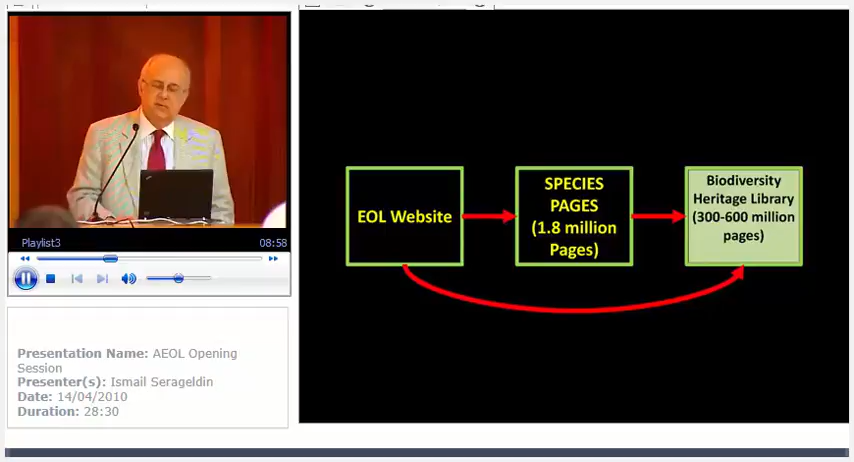 Playlist3 08:58
Presentation Name: AEOL Opening
Session
Presenter(s): Ismail Serageldin
Date: 14/04/2010
Duration: 28:30
EOL Website
SPECIES
PAGES
(1.8 million
Pages)
Biodiversity
Heritage Library
(300-600 million
pages)